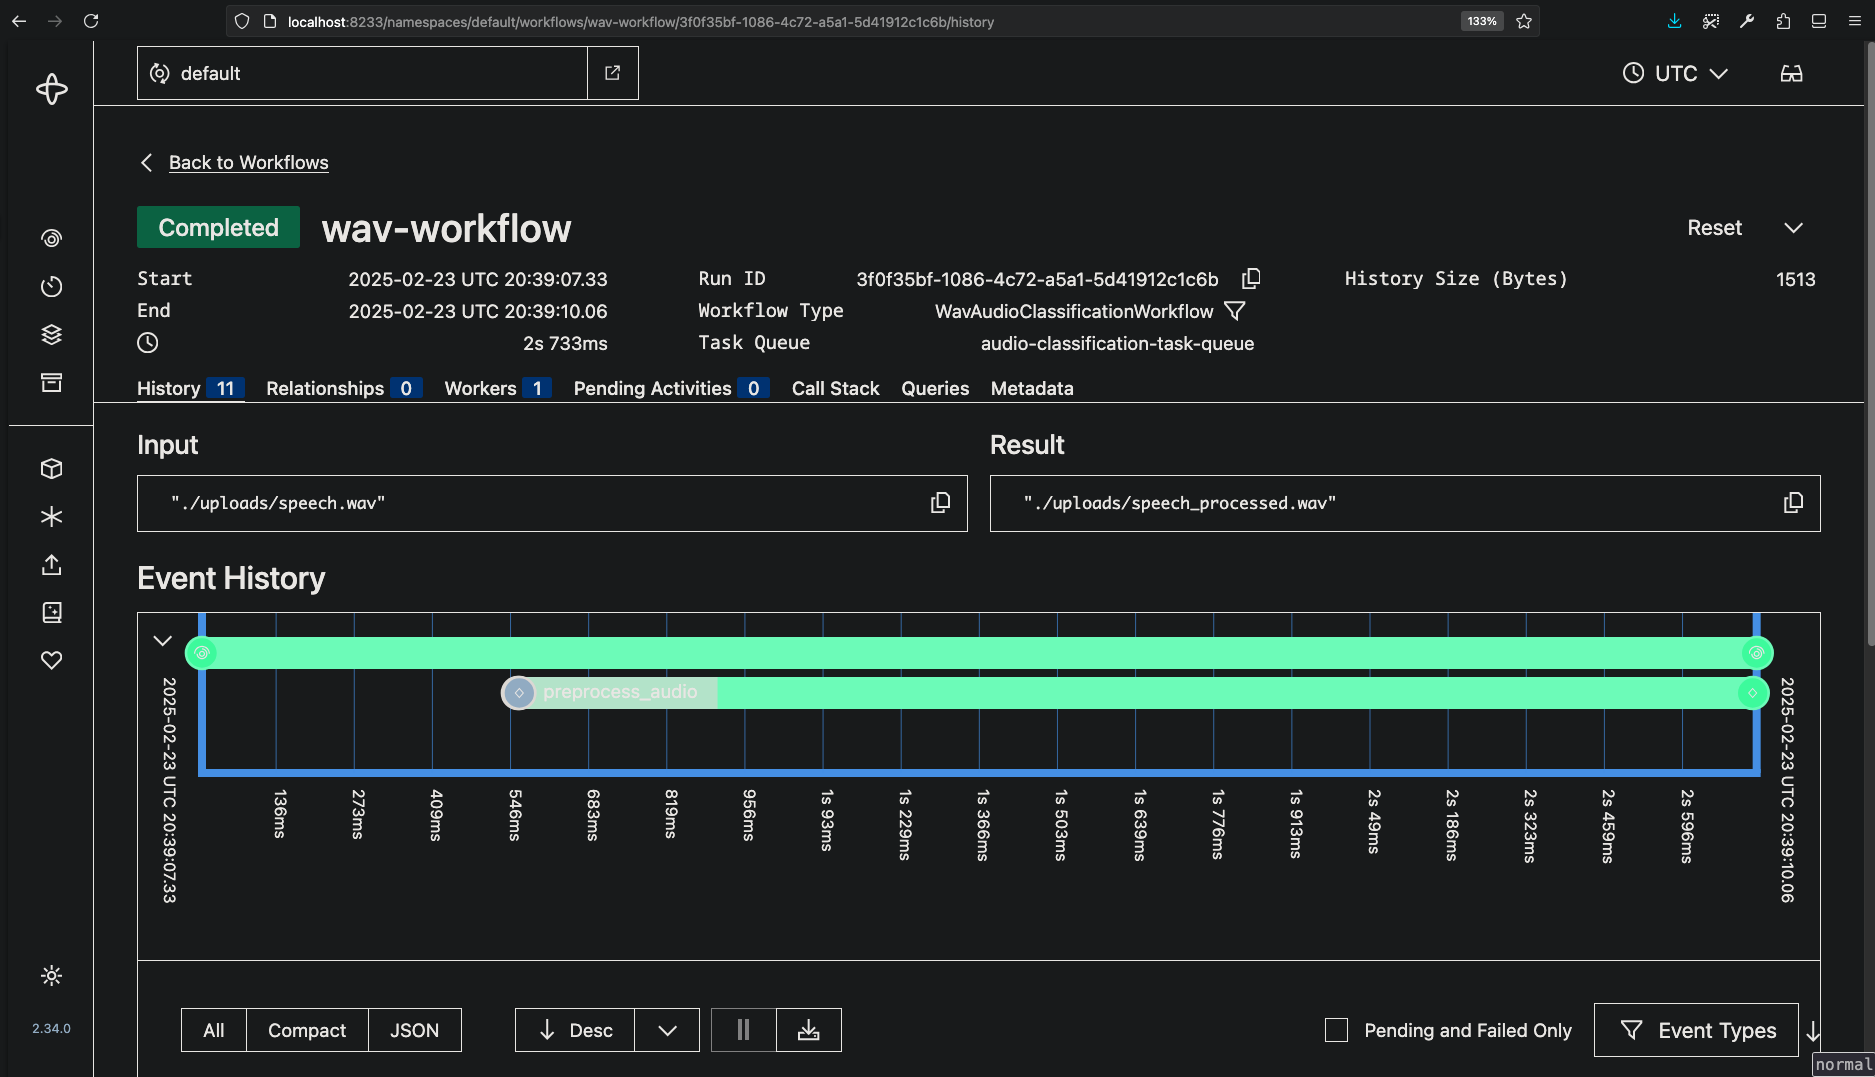 localhost:8233/namespaces/default/workflows/wav-workflow/3f0f35bf-1086-4c72-a5a1-5d41912c1c6b/history
133%
default
UTC
Back to Workflows
Completed
wav-workflow
Reset
Start 2025-02-23 UTC 20:39:07.33 Run ID 3f0f35bf-1086-4c72-a5a1-5d41912c1c6b History Size (Bytes) 1513
End 2025-02-23 UTC 20:39:10.06 Workflow Type WavAudioClassificationWorkflow
2s 733ms Task Queue audio-classification-task-queue
History 11 Relationships 0 Workers 1 Pending Activities 0 Call Stack Queries Metadata
Input
Result
"./uploads/speech.wav"
"./uploads/speech_processed.wav"
Event History
preprocess_audio
2025-02-23 UTC 20:39:07.33
136ms
273ms
409ms
546ms
683ms
819ms
956ms
1s 93ms
1s 229ms
1s 366ms
1s 503ms
1s 639ms
1s 776ms
1s 913ms
2s 49ms
2s 186ms
2s 323ms
2s 459ms
2s 596ms
2025-02-23 UTC 20:39:10.06
2.34.0
All Compact JSON Desc Pending and Failed Only Event Types
normal